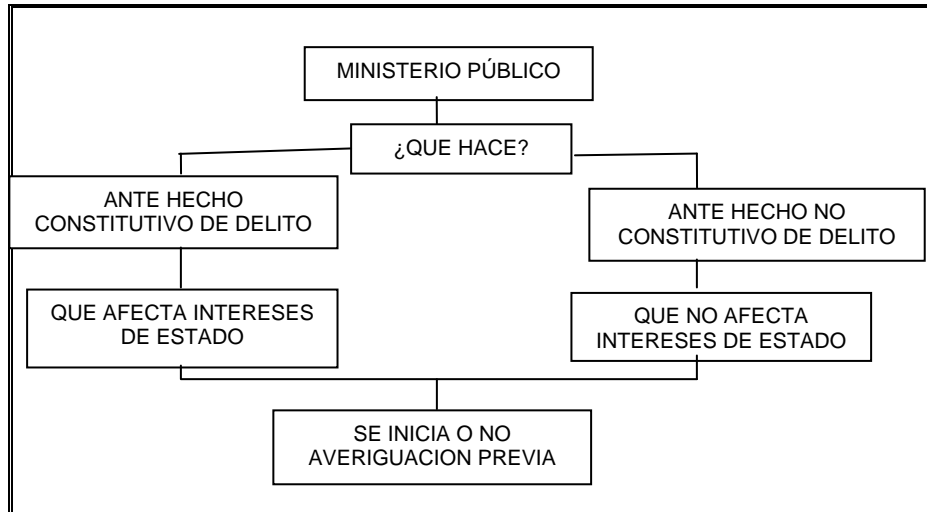 MINISTERIO PÚBLICO
¿QUE HACE?
ANTE HECHO
CONSTITUTIVO DE DELITO
ANTE HECHO NO
CONSTITUTIVO DE DELITO
QUE AFECTA INTERESES
DE ESTADO
QUE NO AFECTA
INTERESES DE ESTADO
SE INICIA O NO
AVERIGUACION PREVIA